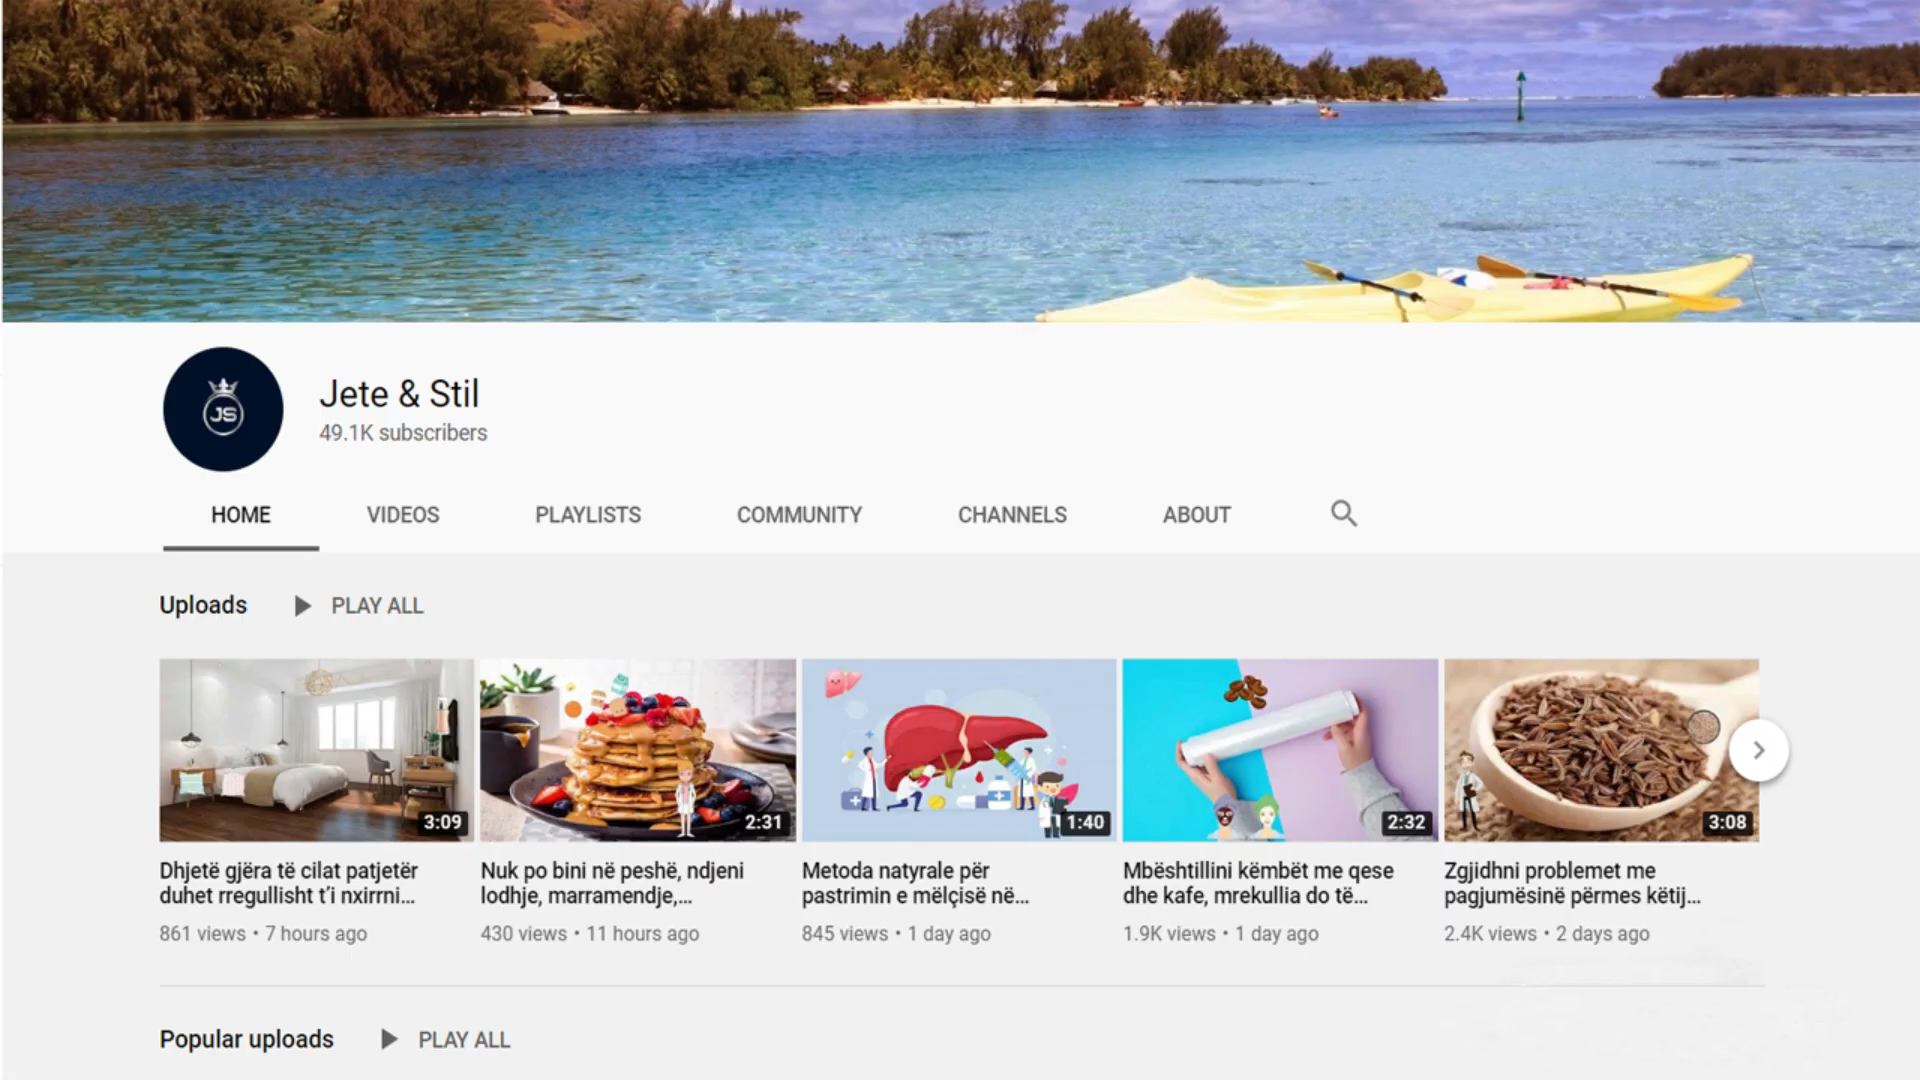 JS
Jete & Stil
49.1K subscribers
HOME VIDEOS PLAYLISTS COMMUNITY CHANNELS ABOUT
Uploads PLAY ALL
3:09 2:31 1:40 2:32 3:08
Dhjetë gjëra të cilat patjetër
duhet rregullisht t'i nxirrni...
861 views • 7 hours ago
Nuk po bini në peshë, ndjeni
lodhje, marramendje,...
430 views • 11 hours ago
Metoda natyrale për
pastrimin e mëlçisë në...
845 views • 1 day ago
Mbështillini këmbët me qese
dhe kafe, mrekullia do të...
1.9K views • 1 day ago
Zgjidhni problemet me
pagjumësinë përmes këtij...
2.4K views • 2 days ago
Popular uploads PLAY ALL